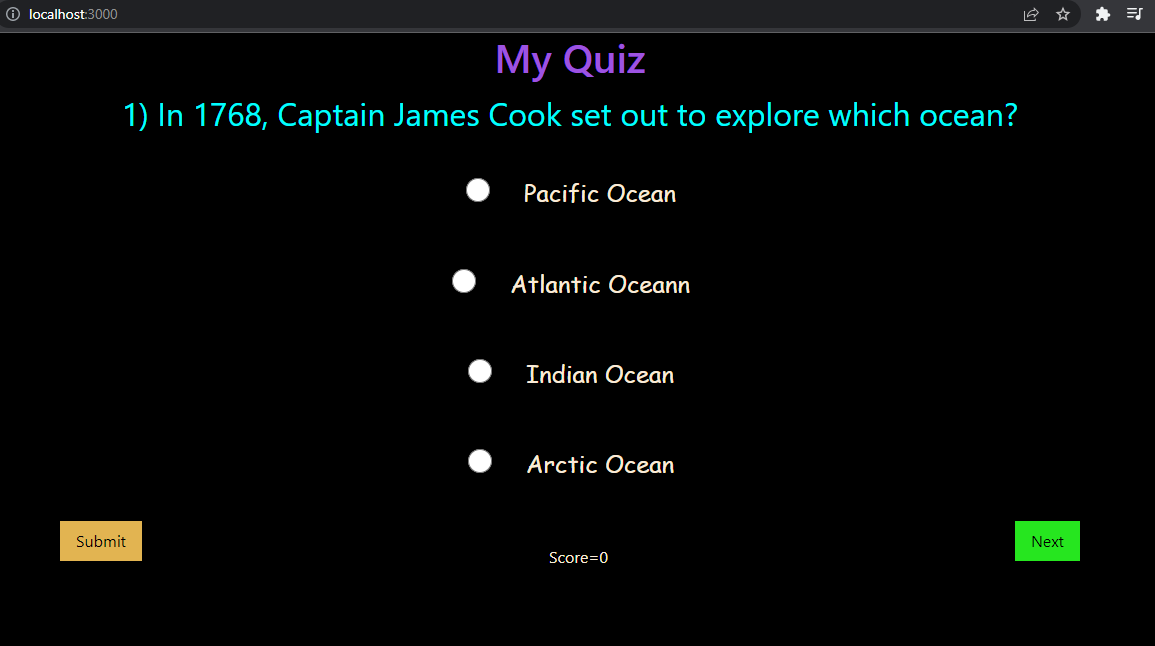 localhost:3000
My Quiz
1) In 1768, Captain James Cook set out to explore which ocean?
Pacific Ocean
Atlantic Oceann
Indian Ocean
Arctic Ocean
Submit
Next
Score=0